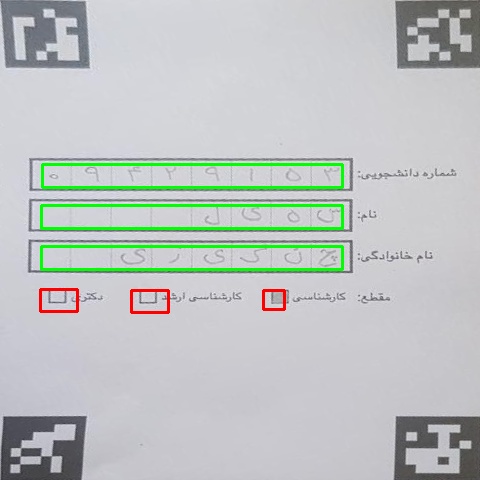 شماره دانشجویی: ۰۹۴۲۹۱۵۳
نام: س ه ی ل
نام خانوادگی: چ ن ک ی ر ی
مقطع: کارشناسی کارشناسی ارشد دکتری